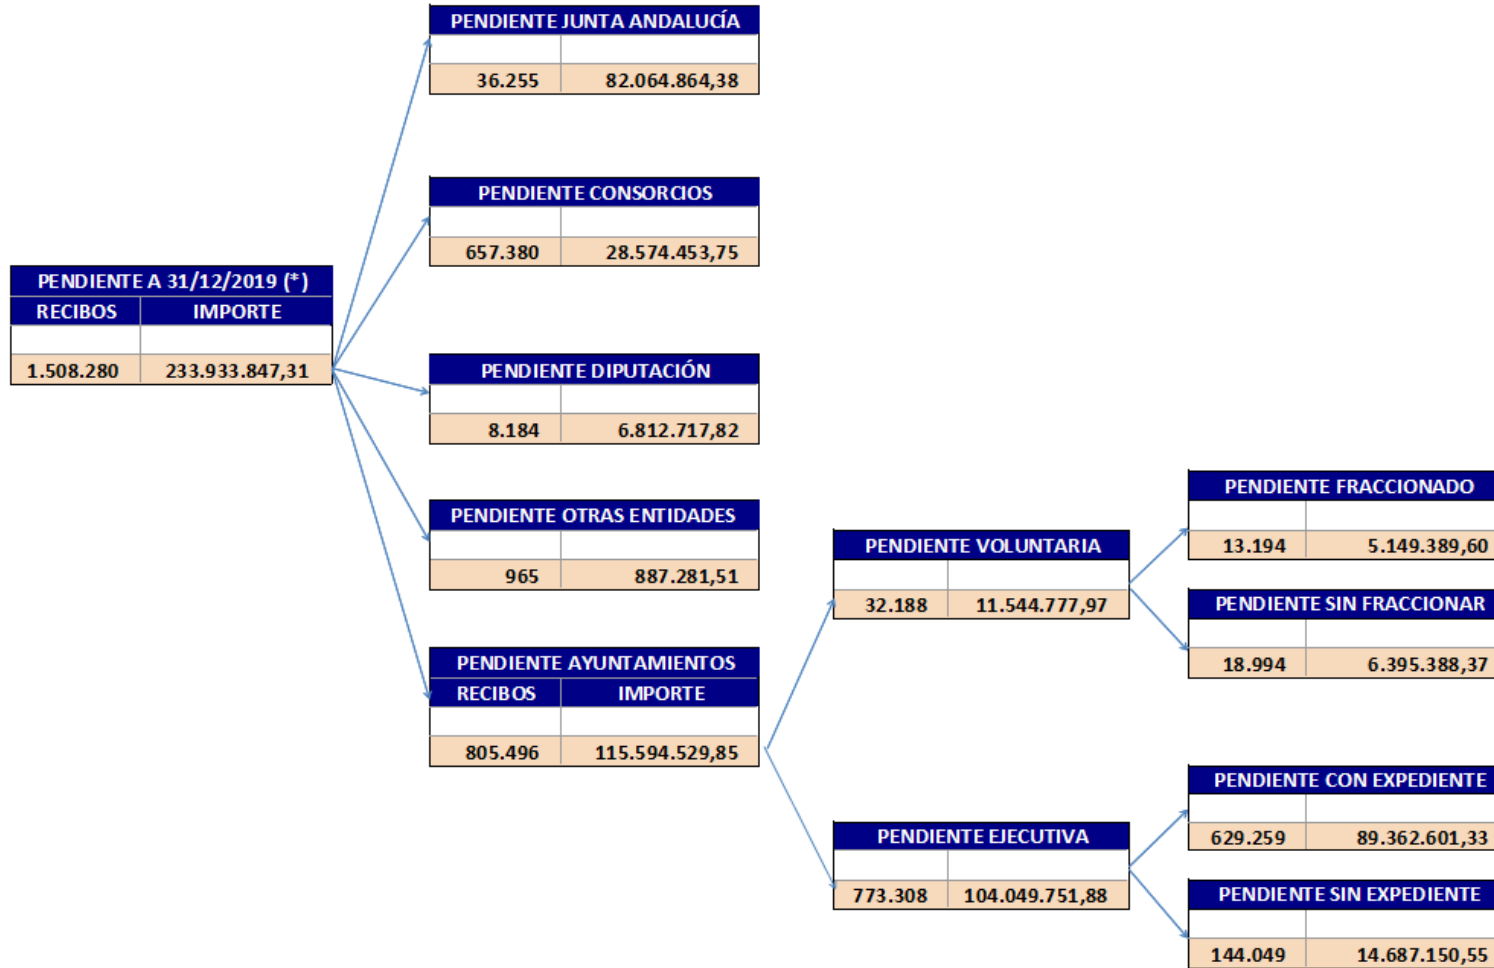 PENDIENTE JUNTA ANDALUCÍA
36.255 82.064.864,38
PENDIENTE CONSORCIOS
657.380 28.574.453,75
PENDIENTE A 31/12/2019 (*)
RECIBOS IMPORTE
1.508.280 233.933.847,31
PENDIENTE DIPUTACIÓN
8.184 6.812.717,82
PENDIENTE OTRAS ENTIDADES
965 887.281,51
PENDIENTE AYUNTAMIENTOS
RECIBOS IMPORTE
805.496 115.594.529,85
PENDIENTE VOLUNTARIA
32.188 11.544.777,97
PENDIENTE FRACCIONADO
13.194 5.149.389,60
PENDIENTE SIN FRACCIONAR
18.994 6.395.388,37
PENDIENTE EJECUTIVA
773.308 104.049.751,88
PENDIENTE CON EXPEDIENTE
629.259 89.362.601,33
PENDIENTE SIN EXPEDIENTE
144.049 14.687.150,55